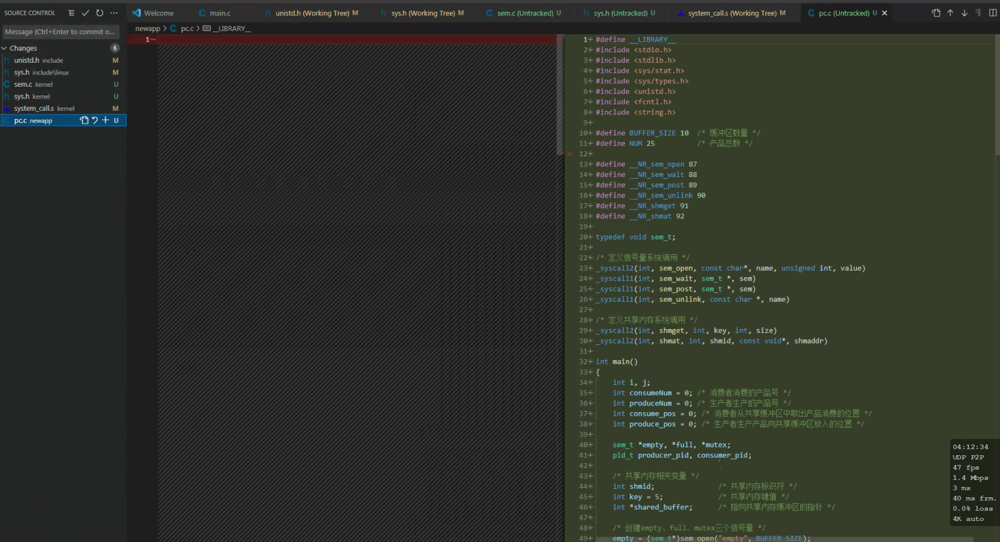 SOURCE CONTROL
Welcome
main.c
unistd.h (Working Tree) M
sys.h (Working Tree) M
sem.c (Untracked) U
sys.h (Untracked) U
system_call.s (Working Tree) M
pc.c (Untracked) U
newapp > pc.c > __LIBRARY__
Message (Ctrl+Enter to commit o...
Changes 6
unistd.h include M
sys.h include\linux M
sem.c kernel U
sys.h kernel U
system_call.s kernel M
pc.c newapp U
1−
1+ #define __LIBRARY__
2+ #include <stdio.h>
3+ #include <stdlib.h>
4+ #include <sys/stat.h>
5+ #include <sys/types.h>
6+ #include <unistd.h>
7+ #include <fcntl.h>
8+ #include <string.h>
9+
10+ #define BUFFER_SIZE 10 /* 缓冲区数量 */
11+ #define NUM 25 /* 产品总数 */
12+
13+ #define __NR_sem_open 87
14+ #define __NR_sem_wait 88
15+ #define __NR_sem_post 89
16+ #define __NR_sem_unlink 90
17+ #define __NR_shmget 91
18+ #define __NR_shmat 92
19+
20+ typedef void sem_t;
21+
22+ /* 定义信号量系统调用 */
23+ _syscall2(int, sem_open, const char*, name, unsigned int, value)
24+ _syscall1(int, sem_wait, sem_t *, sem)
25+ _syscall1(int, sem_post, sem_t *, sem)
26+ _syscall1(int, sem_unlink, const char *, name)
27+
28+ /* 定义共享内存系统调用 */
29+ _syscall2(int, shmget, int, key, int, size)
30+ _syscall2(int, shmat, int, shmid, const void*, shmaddr)
31+
32+ int main()
33+ {
34+ int i, j;
35+ int consumeNum = 0; /* 消费者消费的产品号 */
36+ int produceNum = 0; /* 生产者生产的产品号 */
37+ int consume_pos = 0; /* 消费者从共享缓冲区中取出产品消费的位置 */
38+ int produce_pos = 0; /* 生产者生产产品向共享缓冲区放入的位置 */
39+
40+ sem_t *empty, *full, *mutex;
41+ pid_t producer_pid, consumer_pid;
42+
43+ /* 共享内存相关变量 */
44+ int shmid; /* 共享内存标识符 */
45+ int key = 5; /* 共享内存键值 */
46+ int *shared_buffer; /* 指向共享内存缓冲区的指针 */
47+
48+ /* 创建empty、full、mutex三个信号量 */
49+ empty = (sem_t*)sem_open("empty", BUFFER_SIZE);
04:12:34
UDP P2P
47 fps
1.4 Mbps
3 ms
40 ms frm.
0.0% loss
4K auto